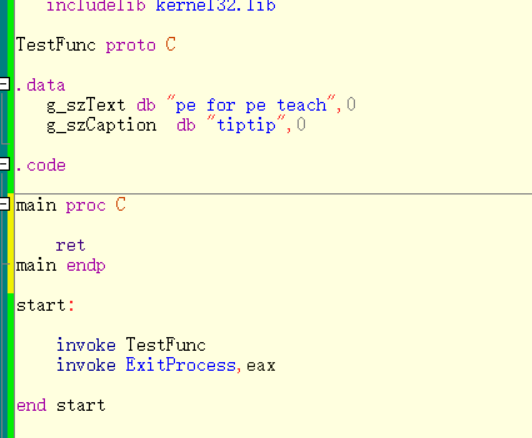 includelib kernel32.lib
TestFunc proto C
.data
g_szText db "pe for pe teach",0
g_szCaption  db "tiptip",0
.code
main proc C
ret
main endp
start:
invoke TestFunc
invoke ExitProcess,eax
end start